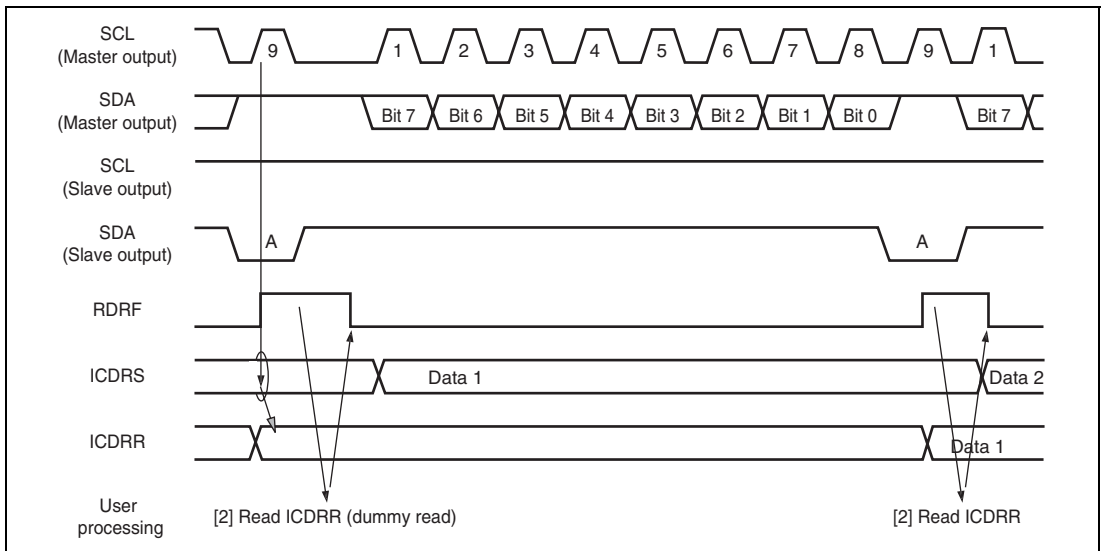 SCL
(Master output)
9 1 2 3 4 5 6 7 8 9 1
SDA
(Master output)
Bit 7 Bit 6 Bit 5 Bit 4 Bit 3 Bit 2 Bit 1 Bit 0 Bit 7
SCL
(Slave output)
SDA
(Slave output)
A A
RDRF
ICDRS
Data 1 Data 2
ICDRR
Data 1
User
processing
[2] Read ICDRR (dummy read) [2] Read ICDRR